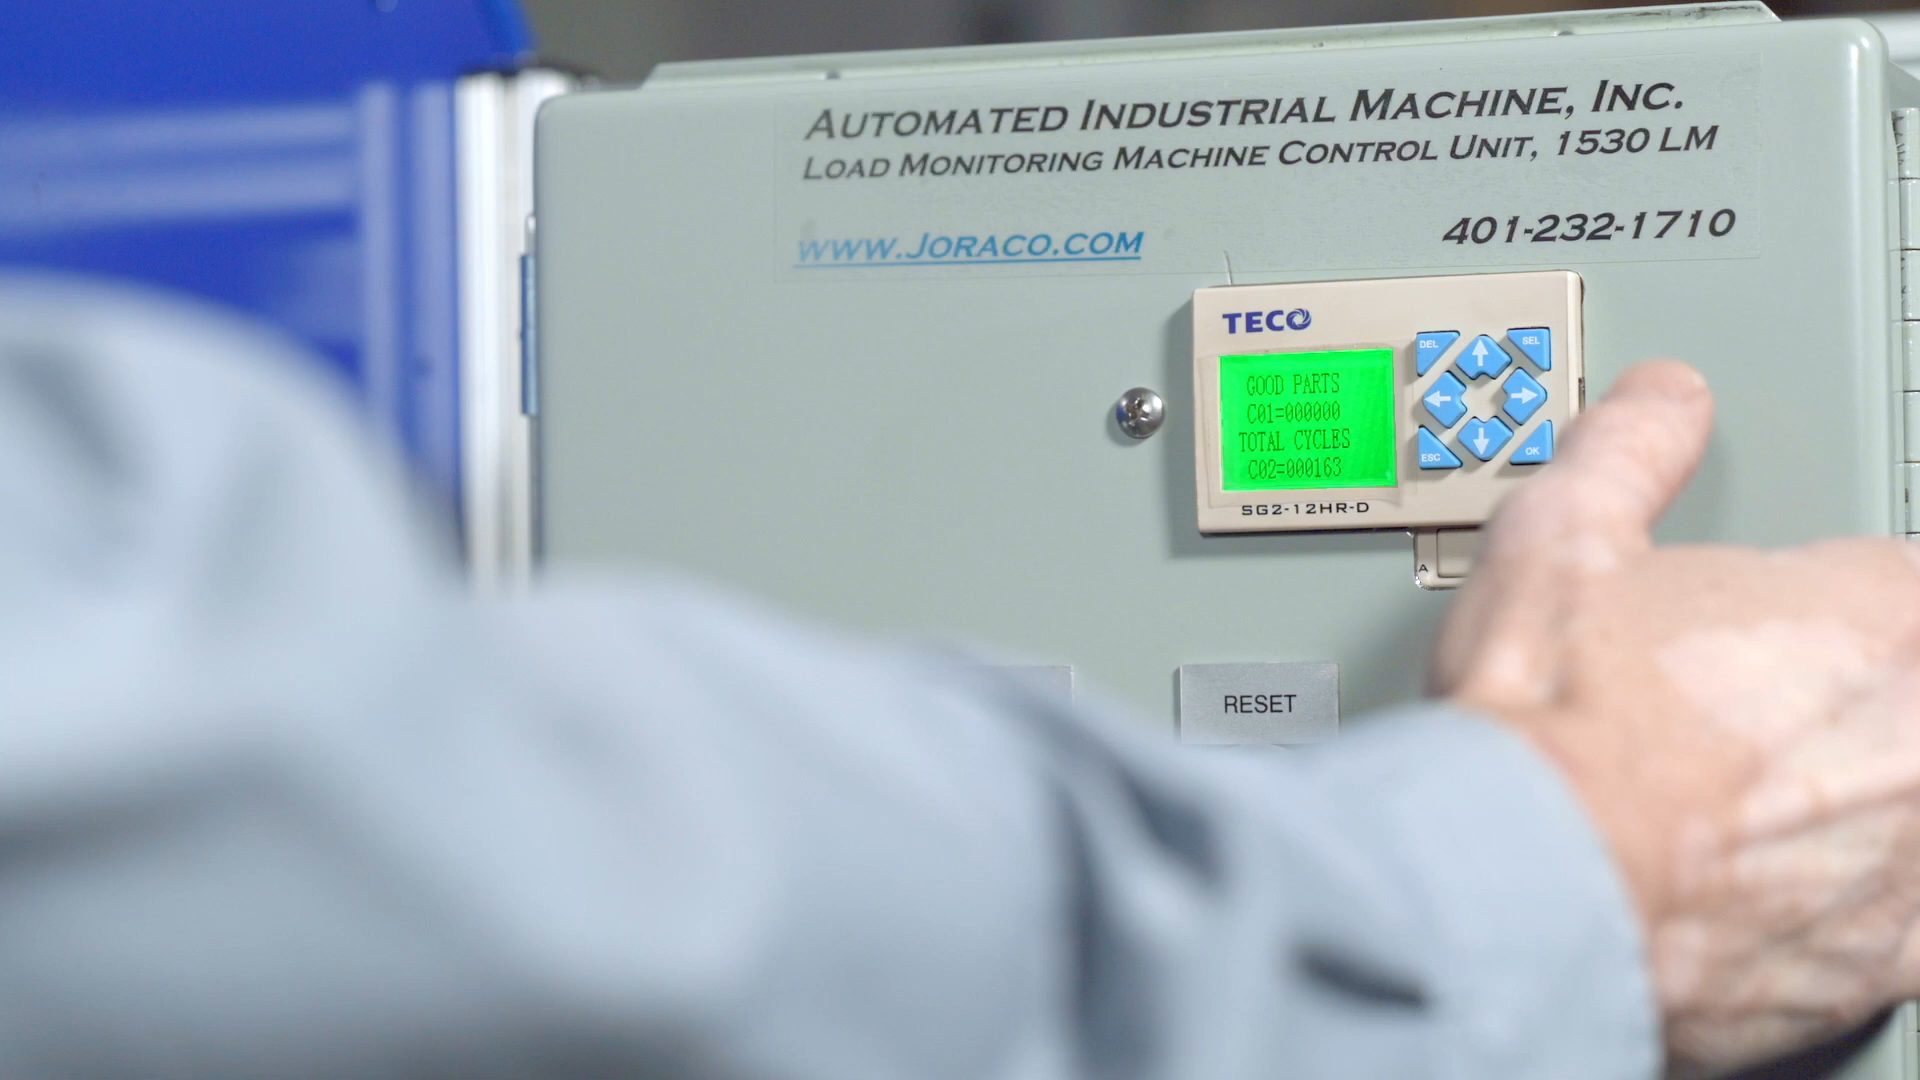 AUTOMATED INDUSTRIAL MACHINE, INC.
LOAD MONITORING MACHINE CONTROL UNIT, 1530 LM
WWW.JORACO.COM 401-232-1710
TECO
DEL SEL
GOOD PARTS
C01=000000
TOTAL CYCLES
C02=000163
ESC OK
SG2-12HR-D
A
RESET